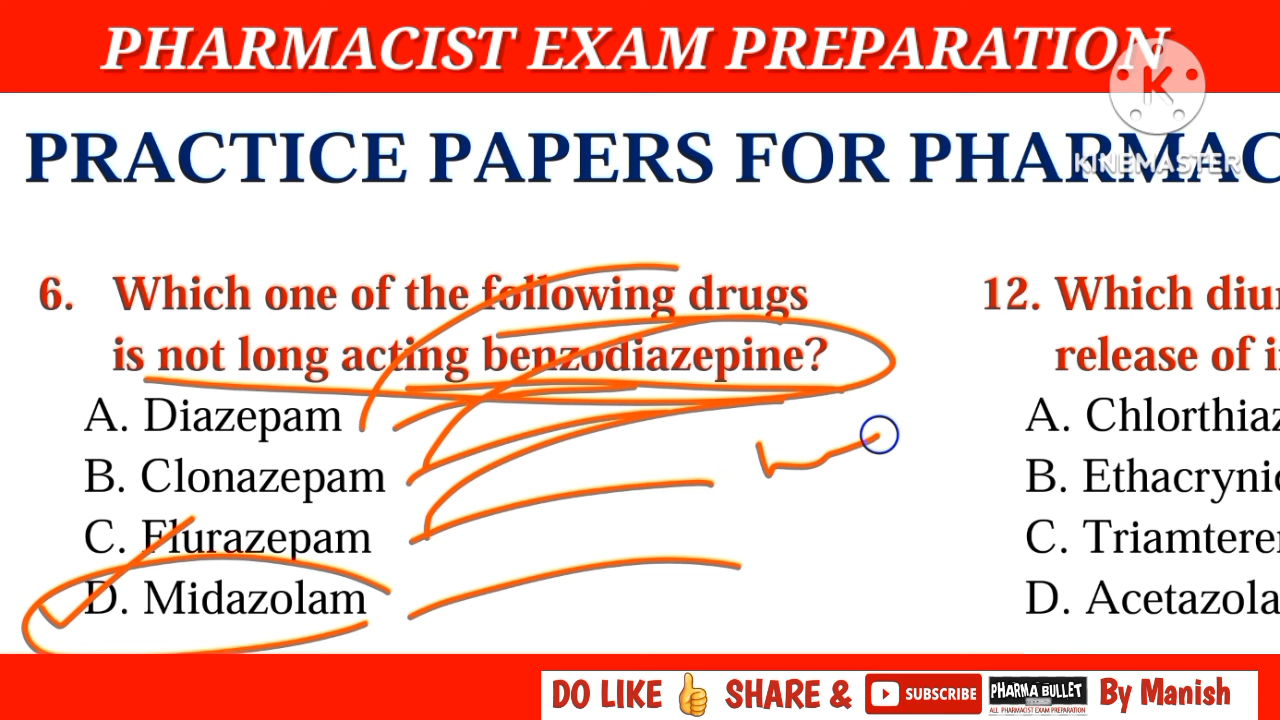 PHARMACIST EXAM PREPARATION
KINEMASTER
PRACTICE PAPERS FOR PHARMAC
6. Which one of the following drugs
is not long acting benzodiazepine?
A. Diazepam
B. Clonazepam
C. Flurazepam
D. Midazolam
12. Which diu
release of i
A. Chlorthiaz
B. Ethacrynic
C. Triamteren
D. Acetazola
DO LIKE 👍 SHARE & SUBSCRIBE PHARMA BULLET By Manish
ALL PHARMACIST EXAM PREPARATION